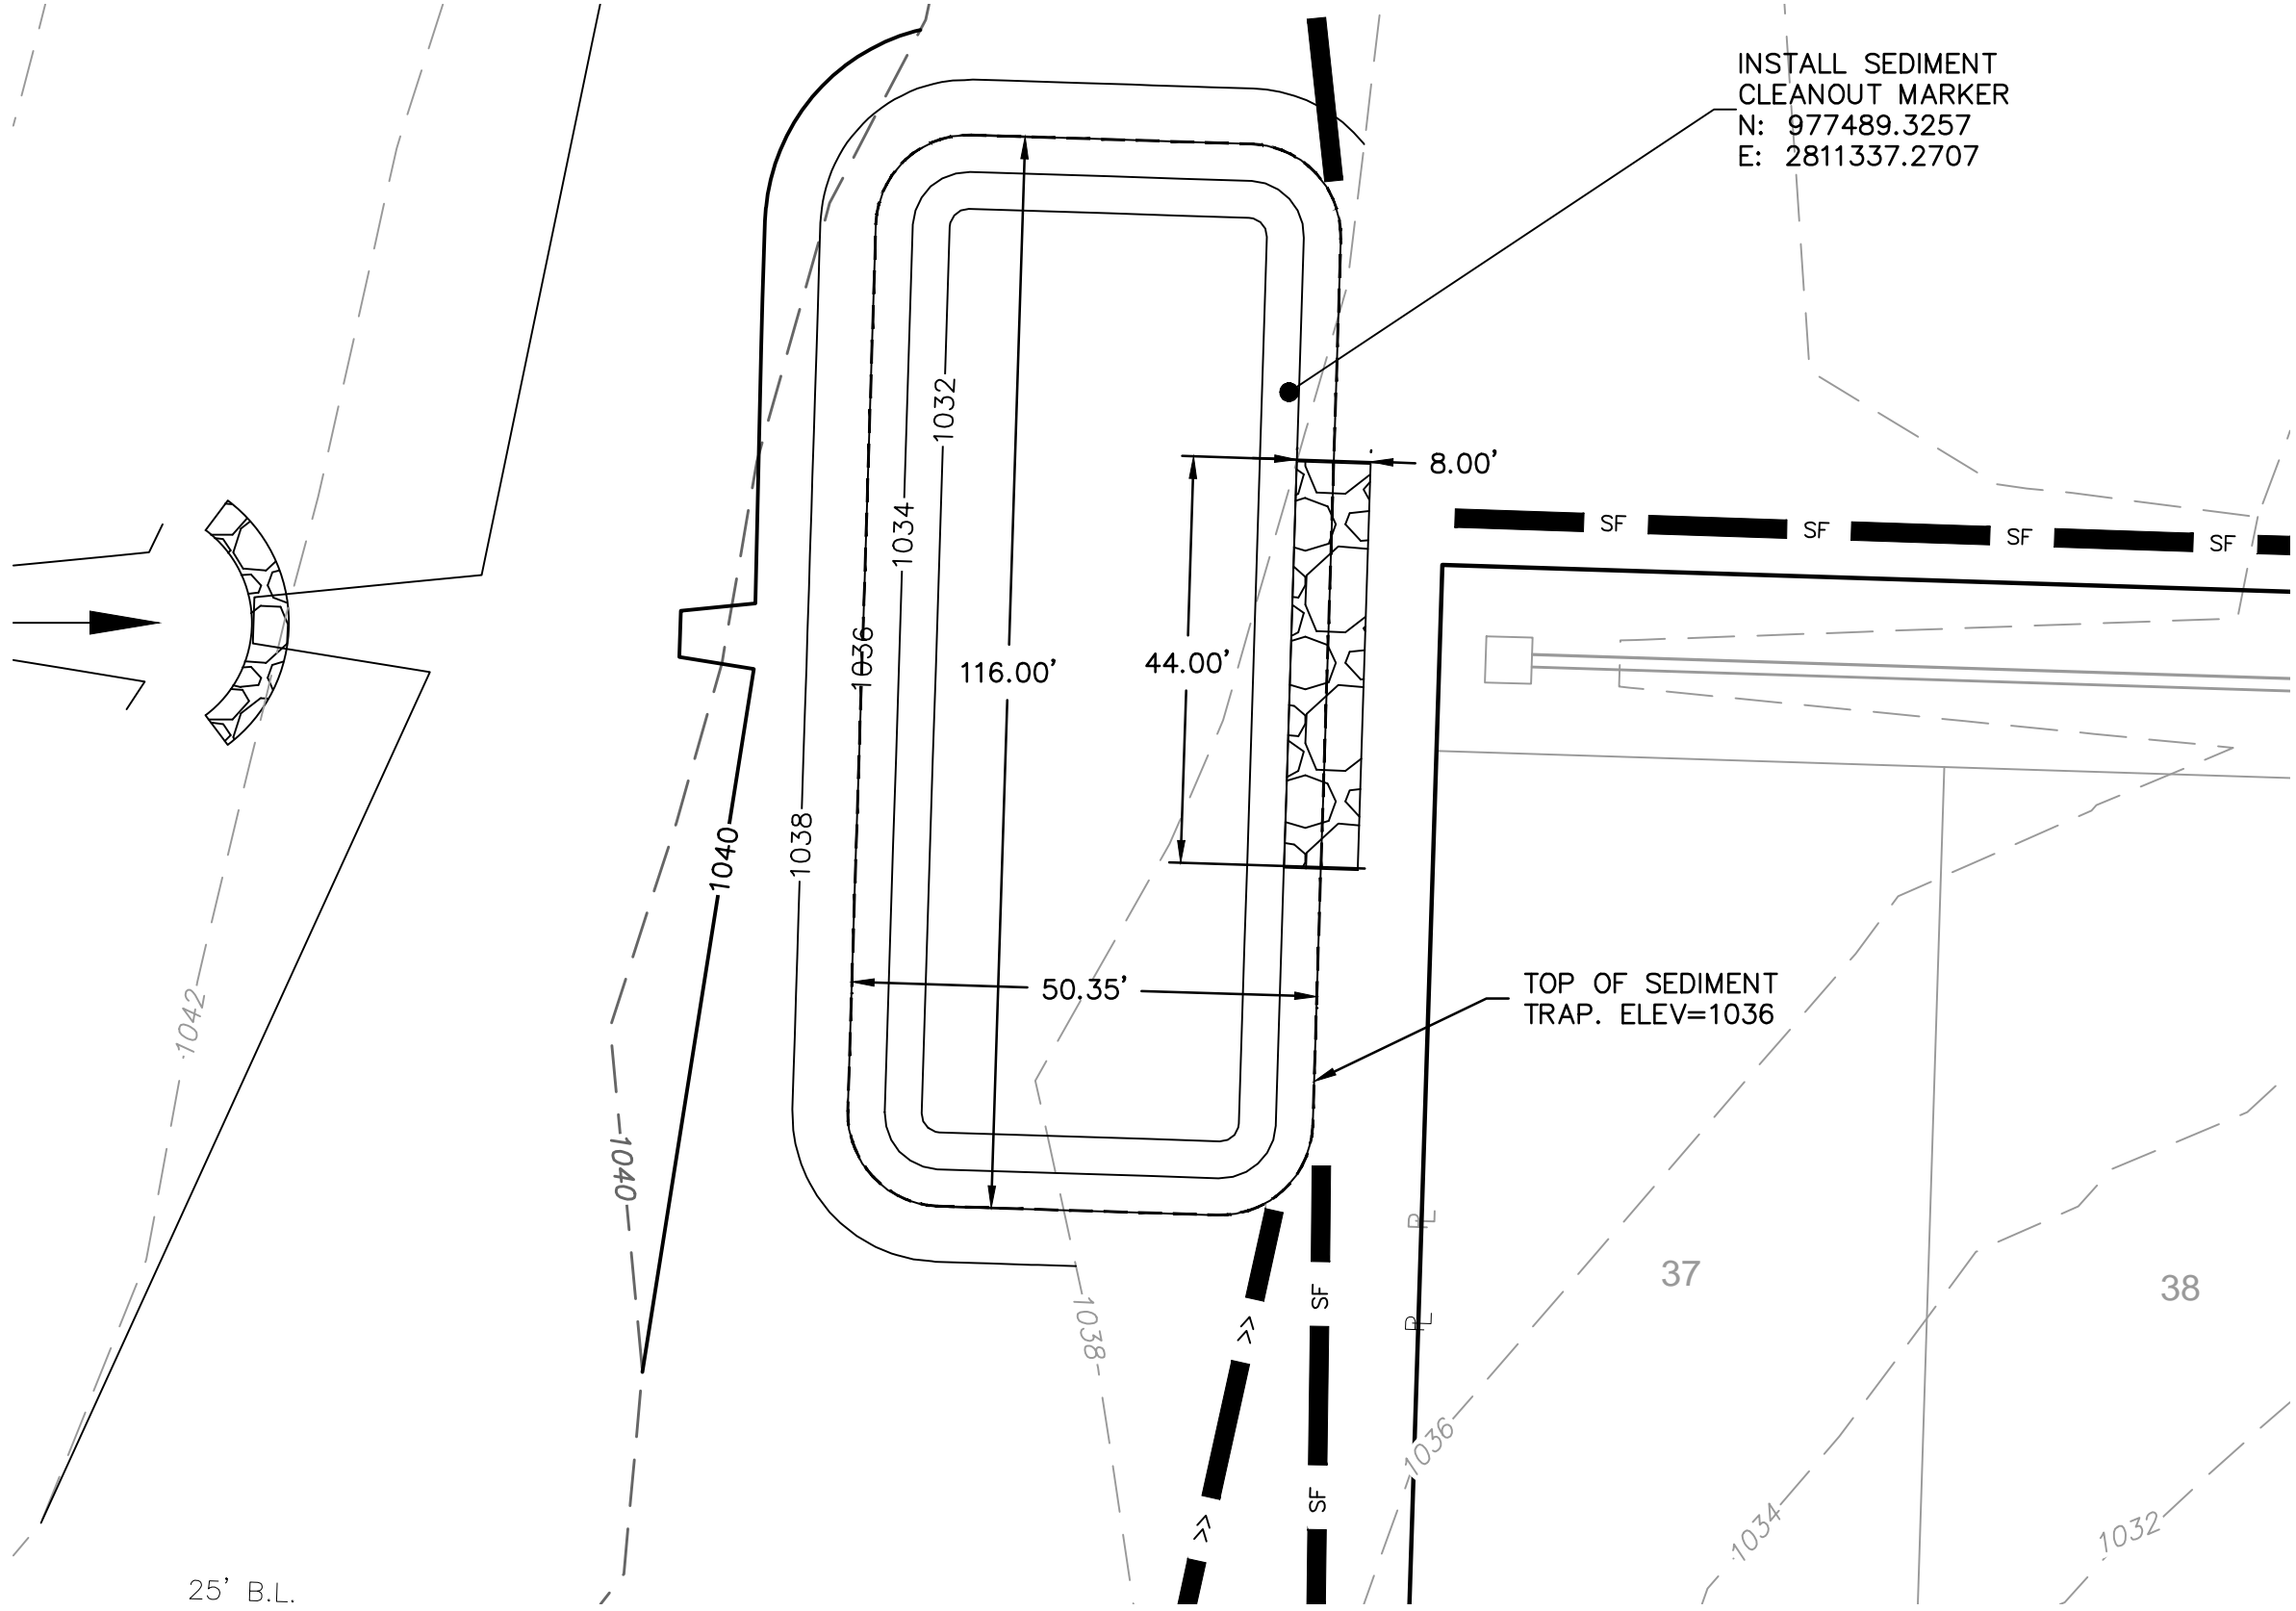 INSTALL SEDIMENT
CLEANOUT MARKER
N: 977489.3257
E: 2811337.2707
1032
8.00'
SF
SF
SF
SF
1034
1036
116.00'
44.00'
1038
1040
50.35'
TOP OF SEDIMENT
TRAP. ELEV=1036
1042
1040
PL
37
38
SF
PL
1038
1036
SF
1034
1032
25' B.L.